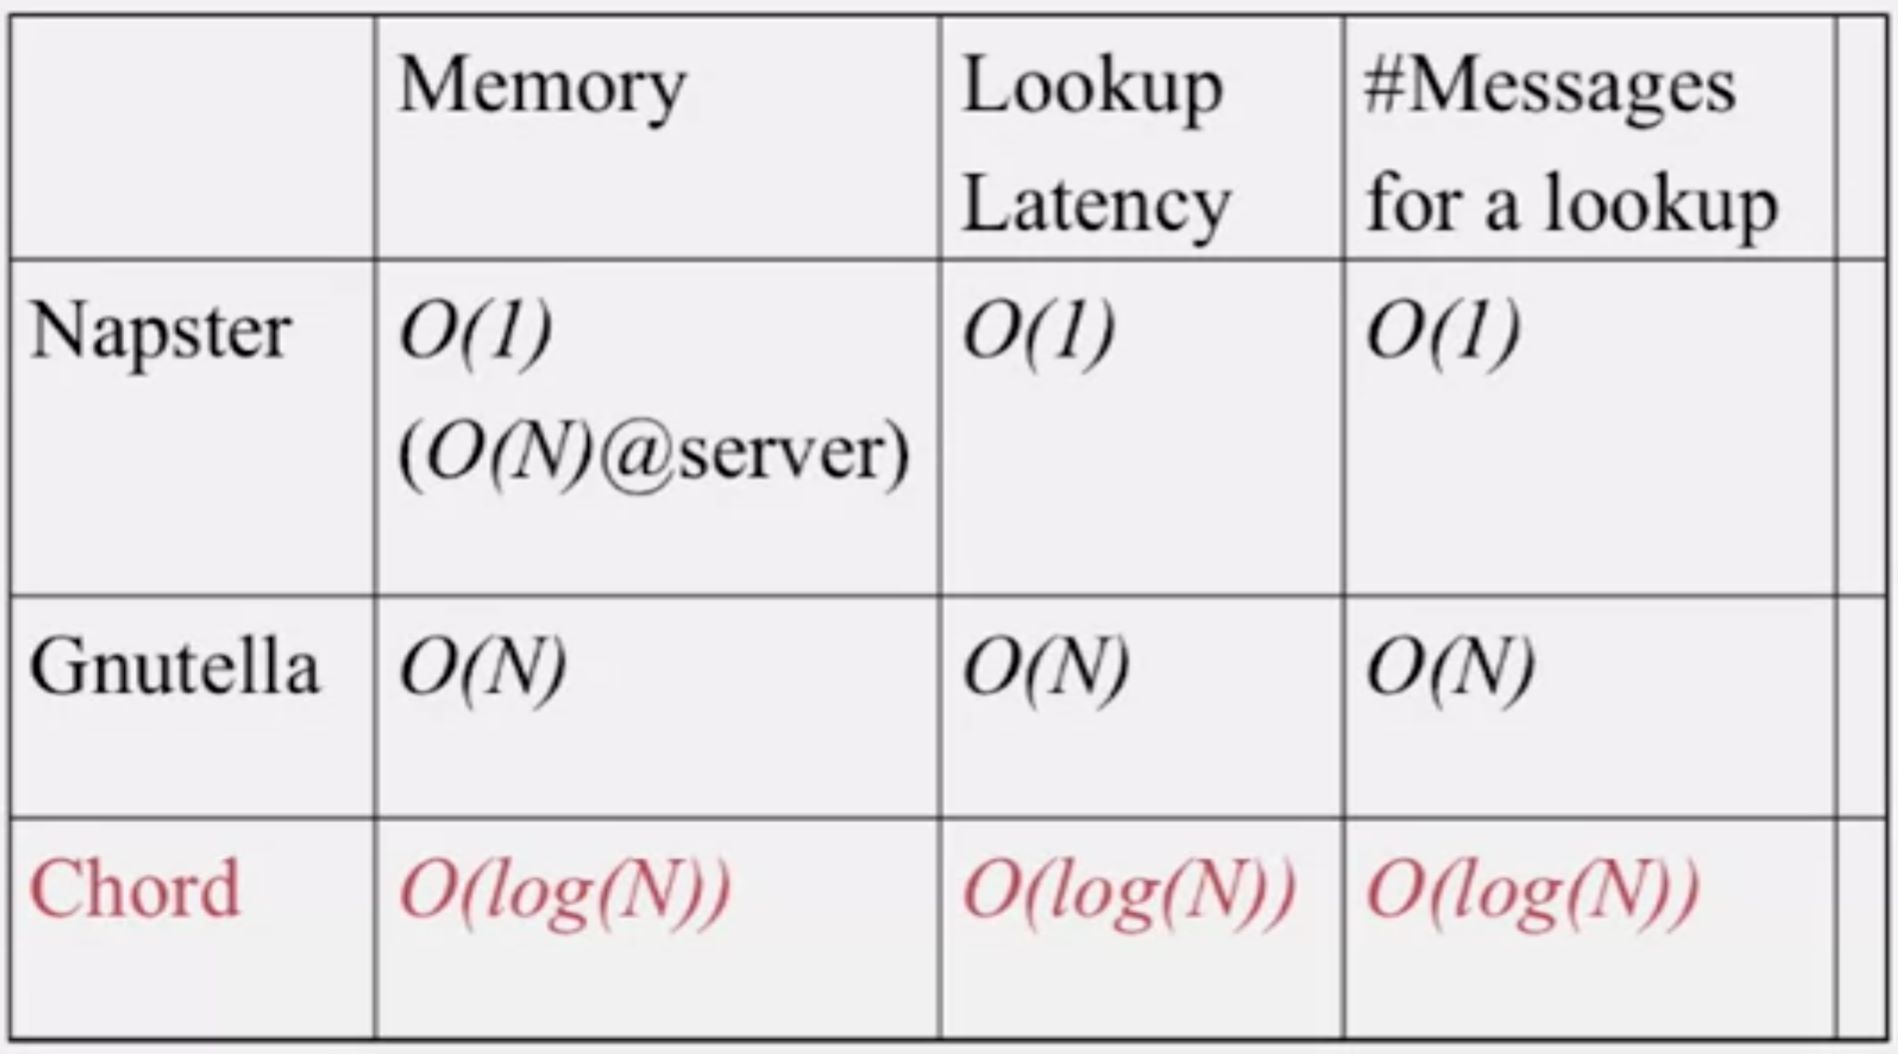 Memory
Lookup
Latency
#Messages
for a lookup
Napster
O(1)
(O(N)@server)
O(1)
O(1)
Gnutella
O(N)
O(N)
O(N)
Chord
O(log(N))
O(log(N))
O(log(N))